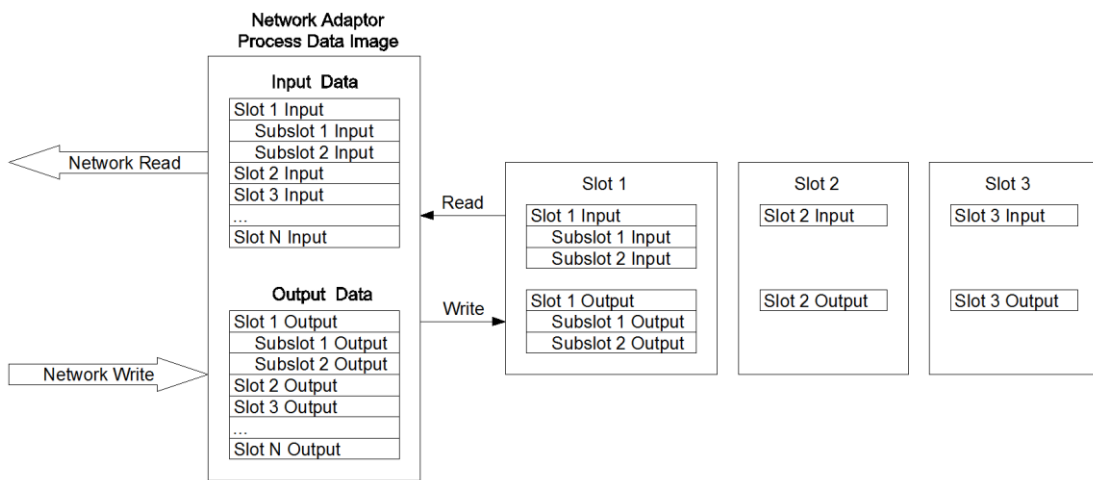 Network Adaptor
Process Data Image
Input Data
Slot 1 Input
Subslot 1 Input
Subslot 2 Input
Slot 2 Input
Slot 3 Input
...
Slot N Input
Output Data
Slot 1 Output
Subslot 1 Output
Subslot 2 Output
Slot 2 Output
Slot 3 Output
...
Slot N Output
Network Read
Network Write
Read
Write
Slot 1
Slot 1 Input
Subslot 1 Input
Subslot 2 Input
Slot 1 Output
Subslot 1 Output
Subslot 2 Output
Slot 2
Slot 2 Input
Slot 2 Output
Slot 3
Slot 3 Input
Slot 3 Output